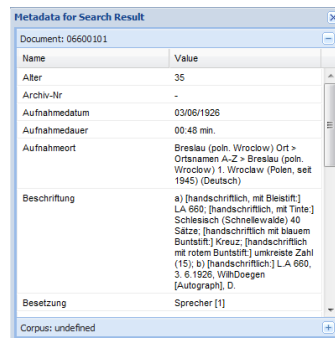 Metadata for Search Result
Document: 06600101
Name Value
Alter 35
Archiv-Nr -
Aufnahmedatum 03/06/1926
Aufnahmedauer 00:48 min.
Aufnahmeort Breslau (poln. Wroclow) Ort >
Ortsnamen A-Z > Breslau (poln.
Wroclow) 1. Wroclaw (Polen, seit
1945) (Deutsch)
Beschriftung a) [handschriftlich, mit Bleistift:]
LA 660; [handschriftlich, mit Tinte:]
Schlesisch (Schnellewalde) 40
Sätze; [handschriftlich mit blauem
Buntstift:] Kreuz; [handschriftlich
mit rotem Buntstift:] umkreiste Zahl
(15); b) [handschriftlich:] L.A 660,
3. 6.1926, WilhDoegen
[Autograph], D.
Besetzung Sprecher [1]
Corpus: undefined